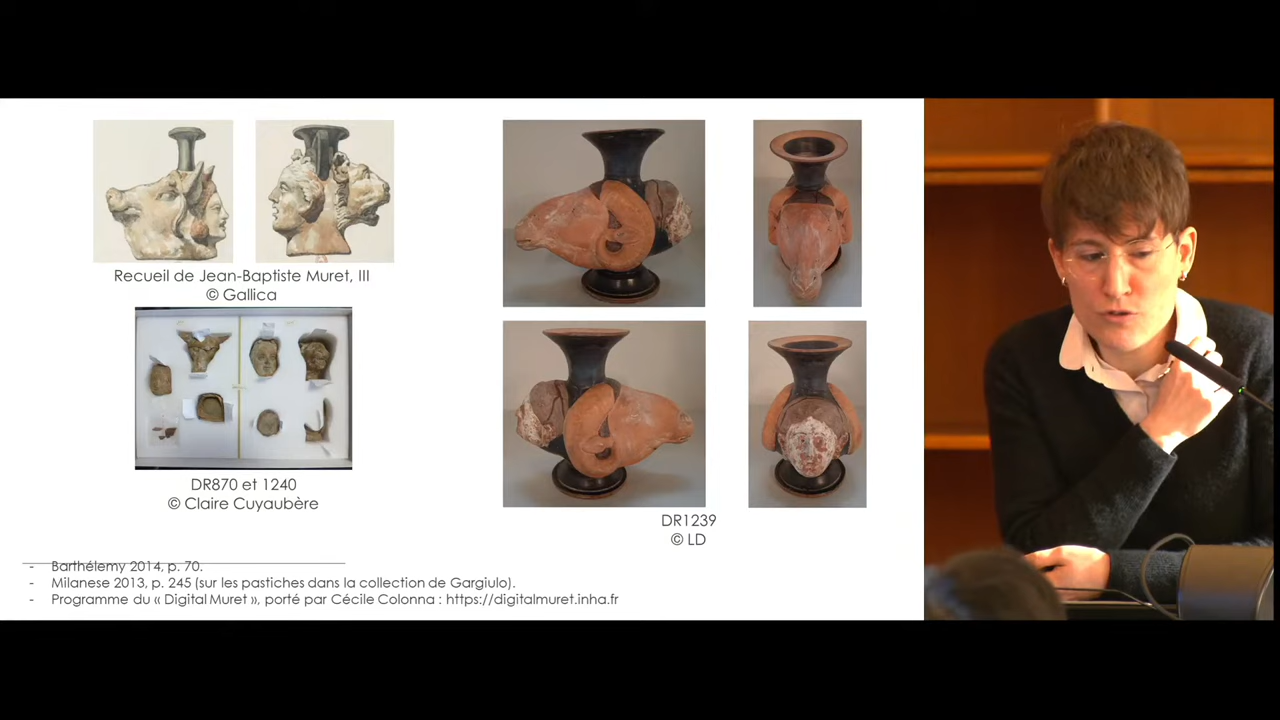 Recueil de Jean-Baptiste Muret, III
© Gallica
DR870 et 1240
© Claire Cuyaubère
DR1239
© LD
- Barthélemy 2014, p. 70.
- Milanese 2013, p. 245 (sur les pastiches dans la collection de Gargiulo).
- Programme du « Digital Muret », porté par Cécile Colonna : https://digitalmuret.inha.fr